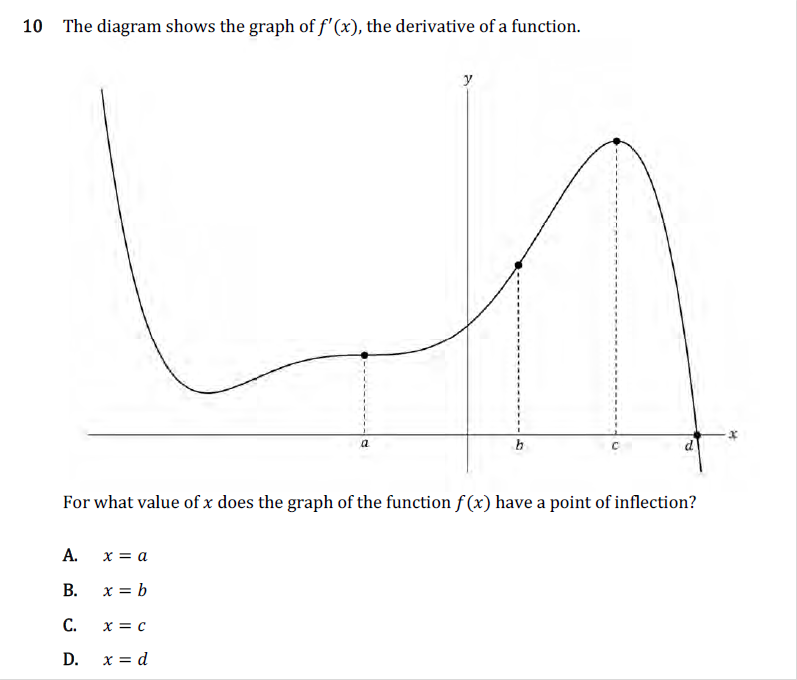 10 The diagram shows the graph of f′(x), the derivative of a function.
y
x
a b c d
For what value of x does the graph of the function f(x) have a point of inflection?
A. x = a
B. x = b
C. x = c
D. x = d